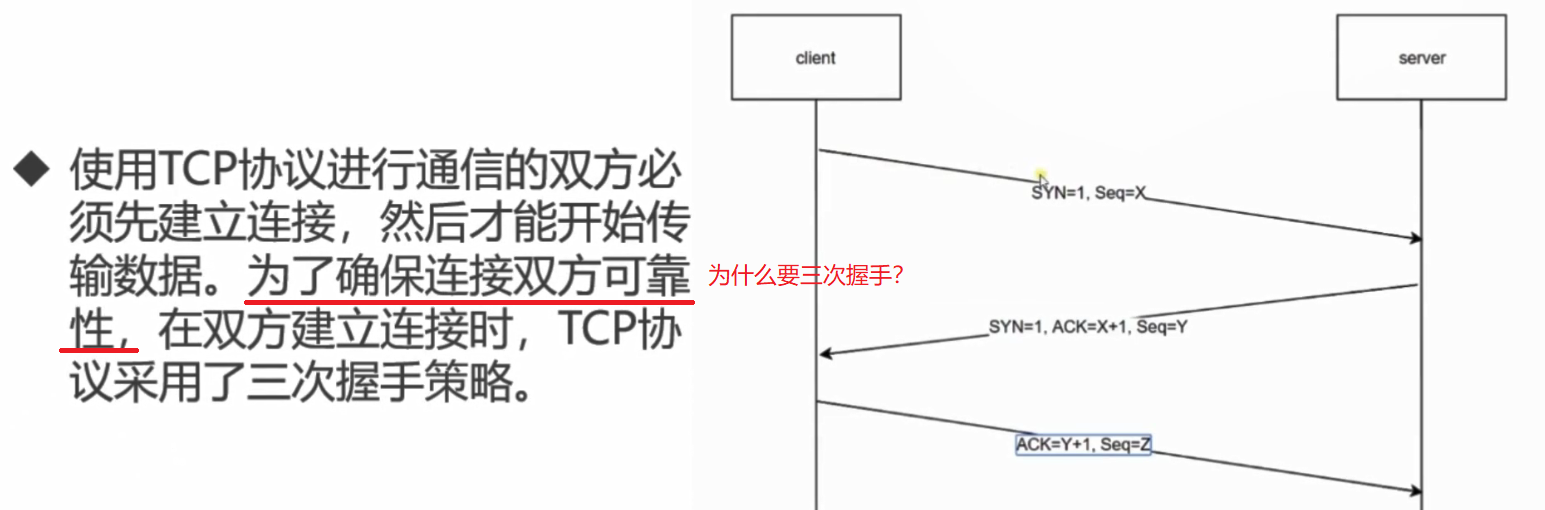 使用TCP协议进行通信的双方必
须先建立连接，然后才能开始传
输数据。为了确保连接双方可靠
性，在双方建立连接时，TCP协
议采用了三次握手策略。
为什么要三次握手？
client
server
SYN=1, Seq=X
SYN=1, ACK=X+1, Seq=Y
ACK=Y+1, Seq=Z